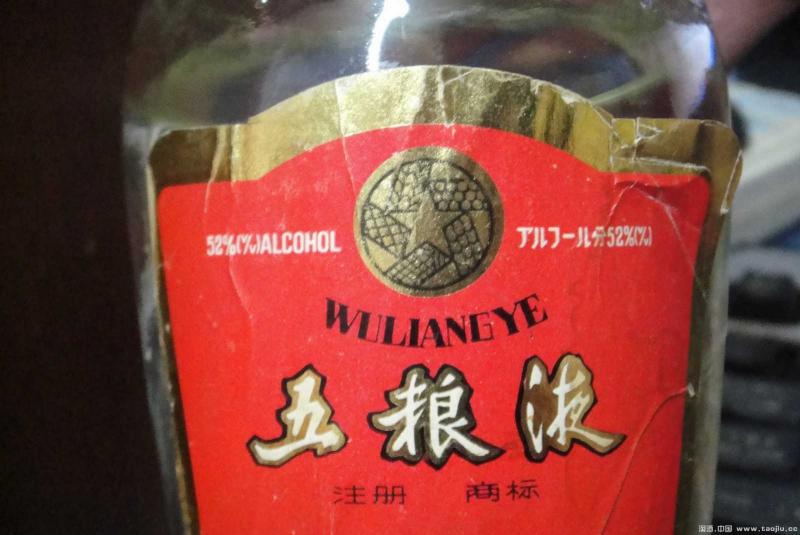 52%(%)ALCOHOL アルフール分52%(%)
WULIANGYE
五粮液
注册 商标
淘酒.中国 www.taojiu.cc